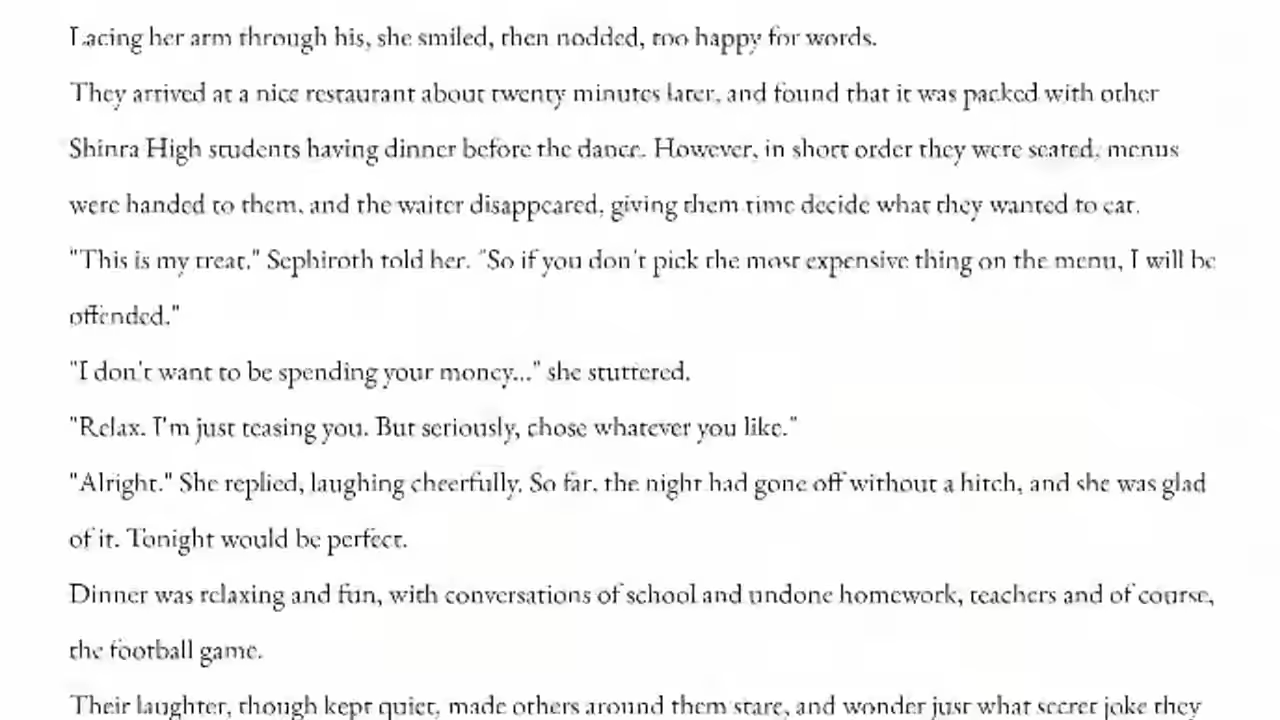 Lacing her arm through his, she smiled, then nodded, too happy for words.
They arrived at a nice restaurant about twenty minutes later, and found that it was packed with other
Shinra High students having dinner before the dance. However, in short order they were seated, menus
were handed to them, and the waiter disappeared, giving them time decide what they wanted to eat.
"This is my treat." Sephiroth told her. "So if you don't pick the most expensive thing on the menu, I will be
offended."
"I don't want to be spending your money..." she stuttered.
"Relax. I'm just teasing you. But seriously, chose whatever you like."
"Alright." She replied, laughing cheerfully. So far, the night had gone off without a hitch, and she was glad
of it. Tonight would be perfect.
Dinner was relaxing and fun, with conversations of school and undone homework, teachers and of course,
the football game.
Their laughter, though kept quiet, made others around them stare, and wonder just what secret joke they